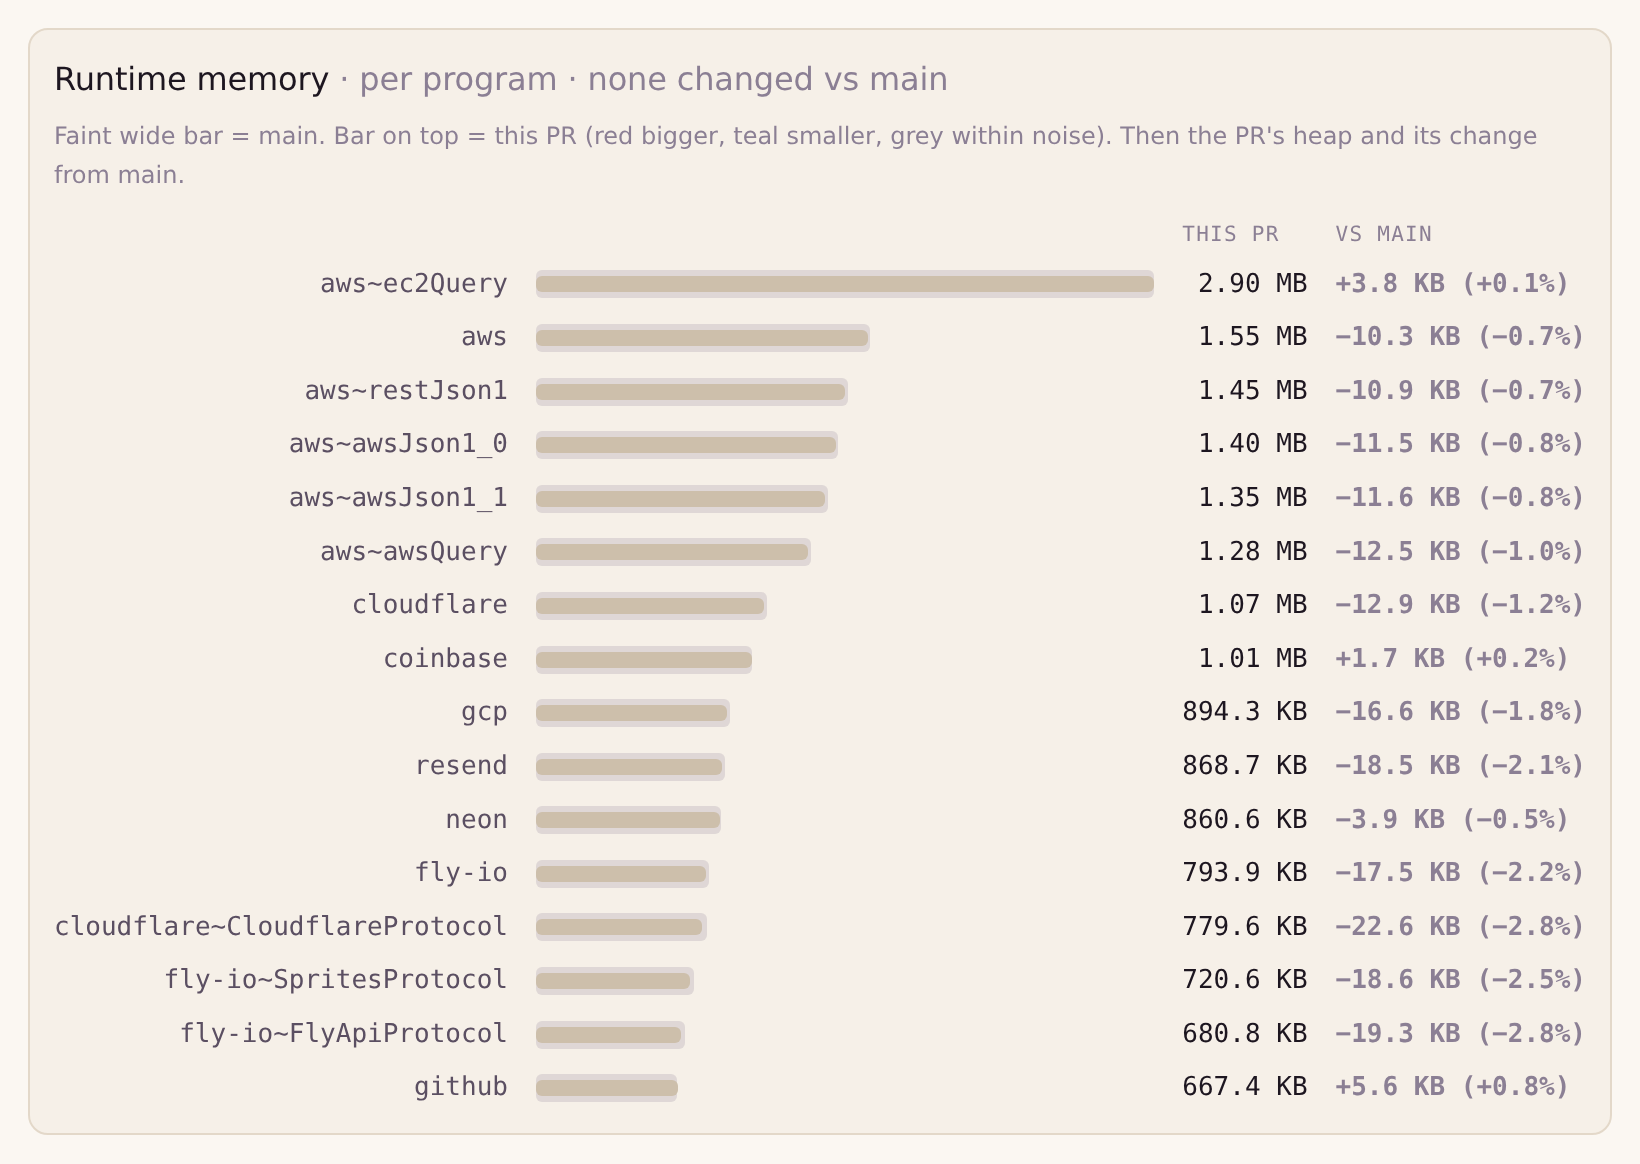 Runtime memory · per program · none changed vs main
Faint wide bar = main. Bar on top = this PR (red bigger, teal smaller, grey within noise). Then the PR's heap and its change
from main.
THIS PR VS MAIN
aws~ec2Query 2.90 MB +3.8 KB (+0.1%)
aws 1.55 MB −10.3 KB (−0.7%)
aws~restJson1 1.45 MB −10.9 KB (−0.7%)
aws~awsJson1_0 1.40 MB −11.5 KB (−0.8%)
aws~awsJson1_1 1.35 MB −11.6 KB (−0.8%)
aws~awsQuery 1.28 MB −12.5 KB (−1.0%)
cloudflare 1.07 MB −12.9 KB (−1.2%)
coinbase 1.01 MB +1.7 KB (+0.2%)
gcp 894.3 KB −16.6 KB (−1.8%)
resend 868.7 KB −18.5 KB (−2.1%)
neon 860.6 KB −3.9 KB (−0.5%)
fly-io 793.9 KB −17.5 KB (−2.2%)
cloudflare~CloudflareProtocol 779.6 KB −22.6 KB (−2.8%)
fly-io~SpritesProtocol 720.6 KB −18.6 KB (−2.5%)
fly-io~FlyApiProtocol 680.8 KB −19.3 KB (−2.8%)
github 667.4 KB +5.6 KB (+0.8%)